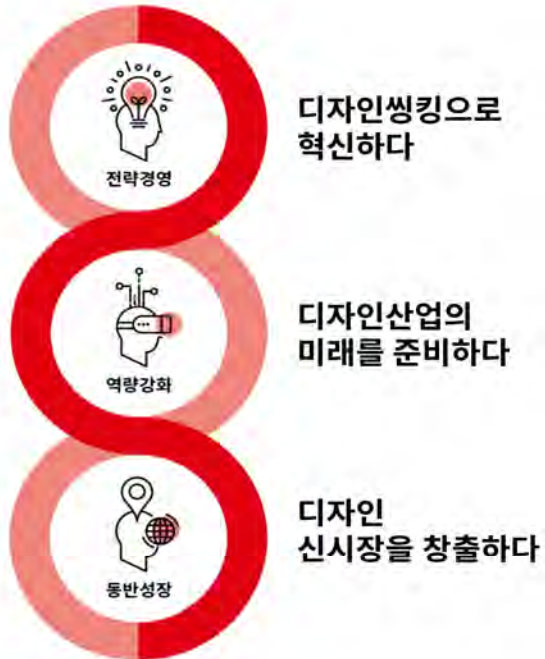 전략경영
디자인씽킹으로
혁신하다
역량강화
디자인산업의
미래를 준비하다
동반성장
디자인
신시장을 창출하다